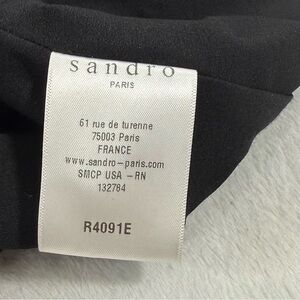 sandro
PARIS
61 rue de turenne
75003 Paris
FRANCE
www.sandro-paris.com
SMCP USA -RN
132784
R4091E